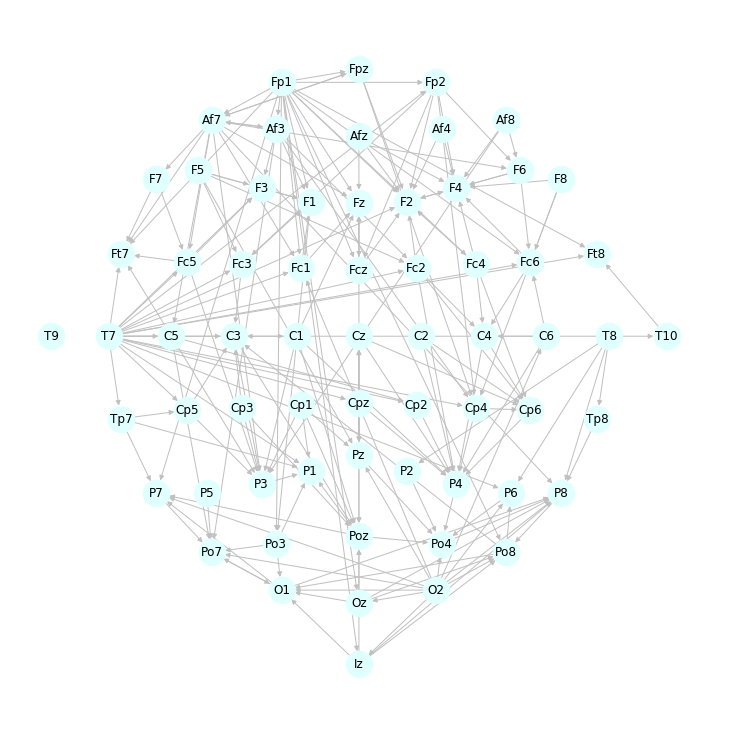 Fpz
Fp1 Fp2
Af7 Af3 Afz Af4 Af8
F7 F5 F3 F1 Fz F2 F4 F6 F8
Ft7 Fc5 Fc3 Fc1 Fcz Fc2 Fc4 Fc6 Ft8
T9 T7 C5 C3 C1 Cz C2 C4 C6 T8 T10
Tp7 Cp5 Cp3 Cp1 Cpz Cp2 Cp4 Cp6 Tp8
P7 P5 P3 P1 Pz P2 P4 P6 P8
Po7 Po3 Poz Po4 Po8
O1 Oz O2
Iz